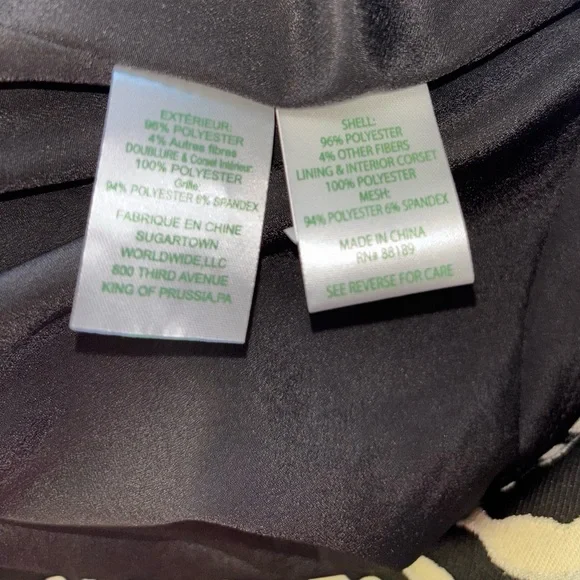 EXTÉRIEUR:
96% POLYESTER
4% Autres fibres
DOUBLURE & Corset Intérieur:
100% POLYESTER
Grille:
94% POLYESTER 6% SPANDEX
FABRIQUE EN CHINE
SUGARTOWN
WORLDWIDE,LLC
800 THIRD AVENUE
KING OF PRUSSIA,PA
SHELL:
96% POLYESTER
4% OTHER FIBERS
LINING & INTERIOR CORSET
100% POLYESTER
MESH:
94% POLYESTER 6% SPANDEX
MADE IN CHINA
RN# 88189
SEE REVERSE FOR CARE